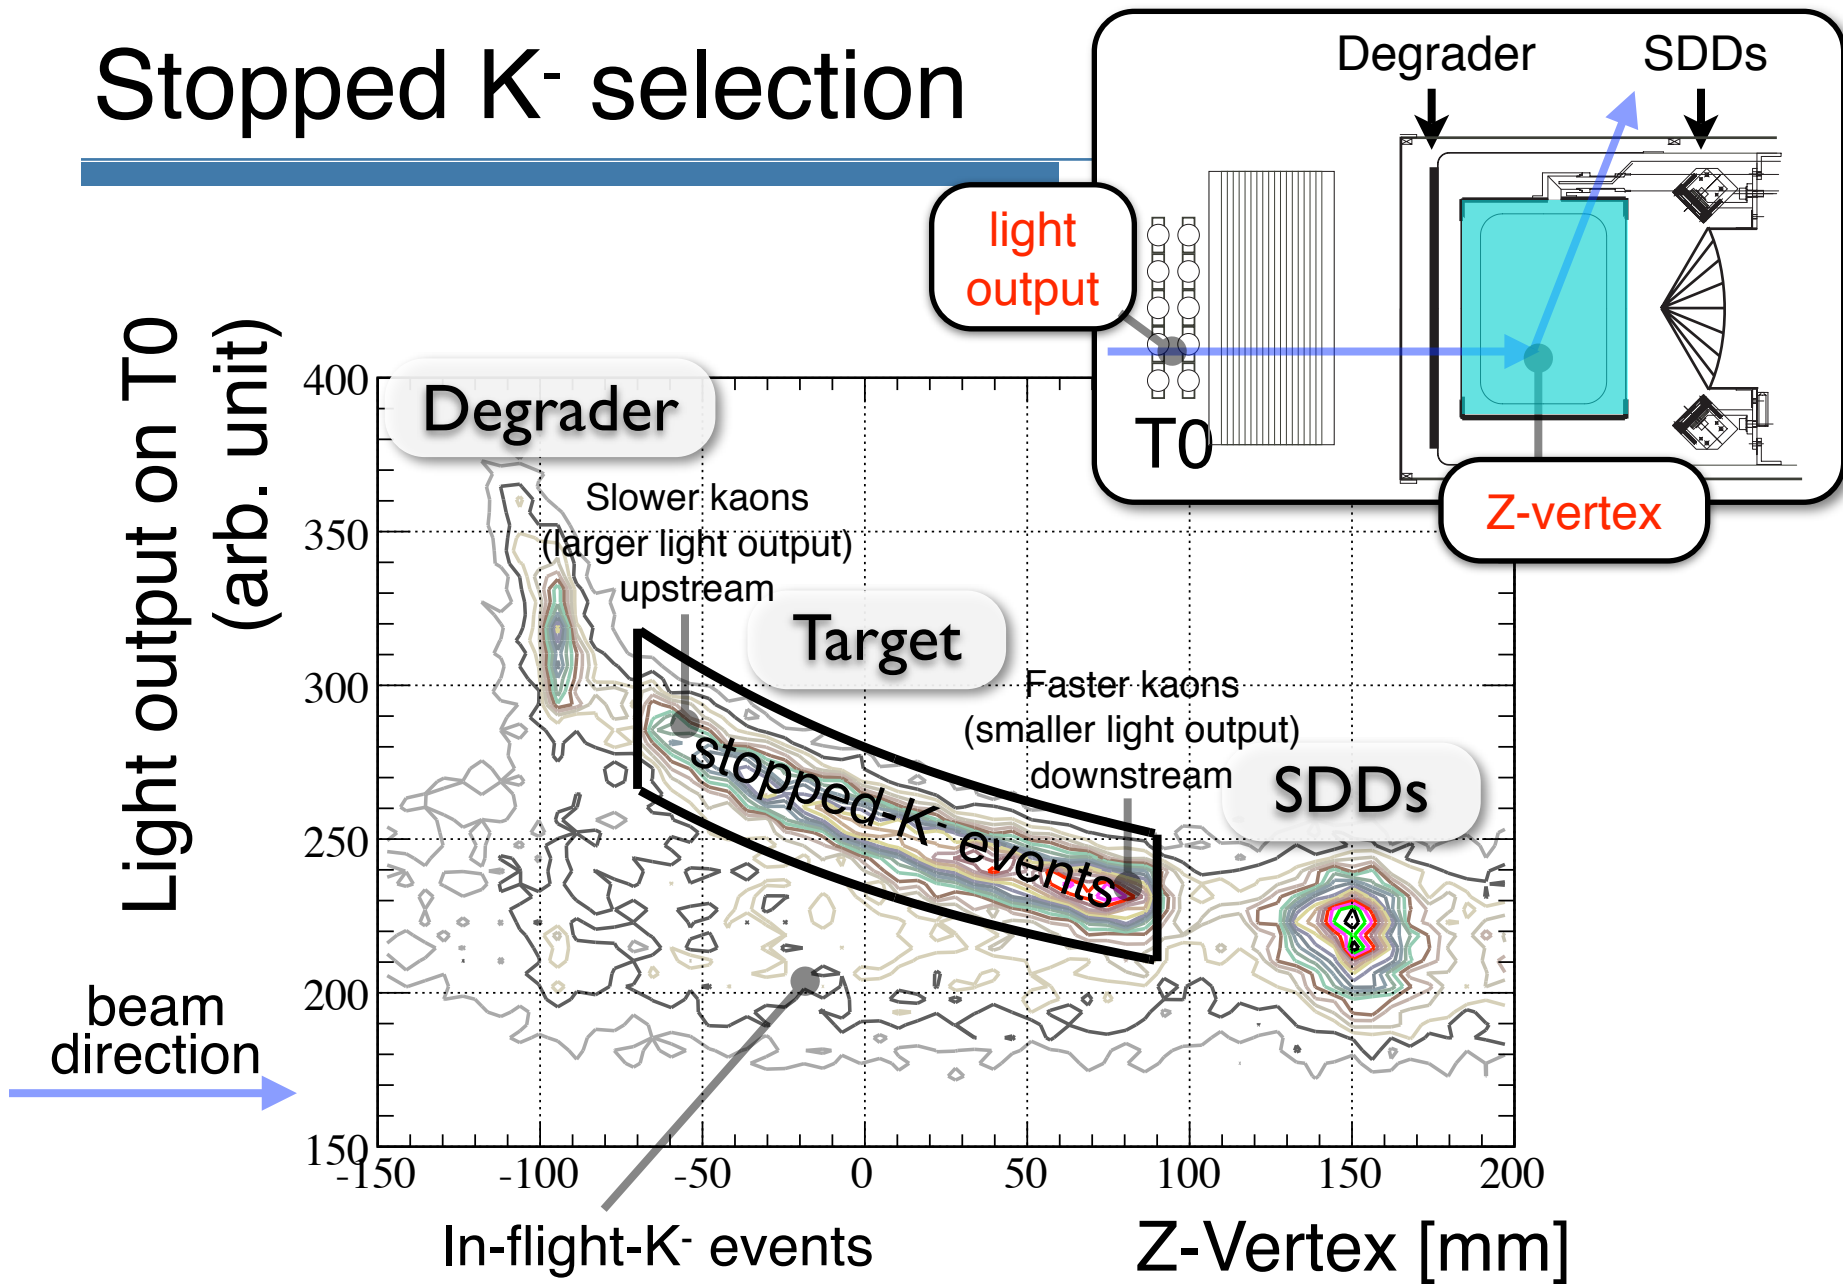 Stopped K- selection
Degrader
SDDs
light
output
T0
Z-vertex
Light output on T0
(arb. unit)
400
350
300
250
200
150
Degrader
Slower kaons
(larger light output)
upstream
Target
Faster kaons
(smaller light output)
downstream
SDDs
stopped-K- events
beam
direction
-150
-100
-50
0
50
100
150
200
In-flight-K- events
Z-Vertex [mm]